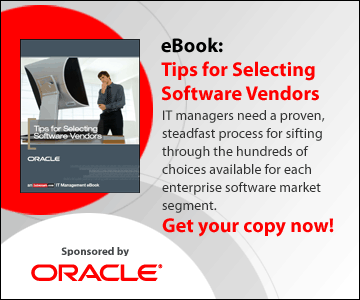 eBook:
Tips for Selecting
Software Vendors
IT managers need a proven,
steadfast process for sifting
through the hundreds of
choices available for each
enterprise software market
segment.
Get your copy now!
Tips for Selecting
Software Vendors
ORACLE
IT Management eBook
Sponsored by
ORACLE®